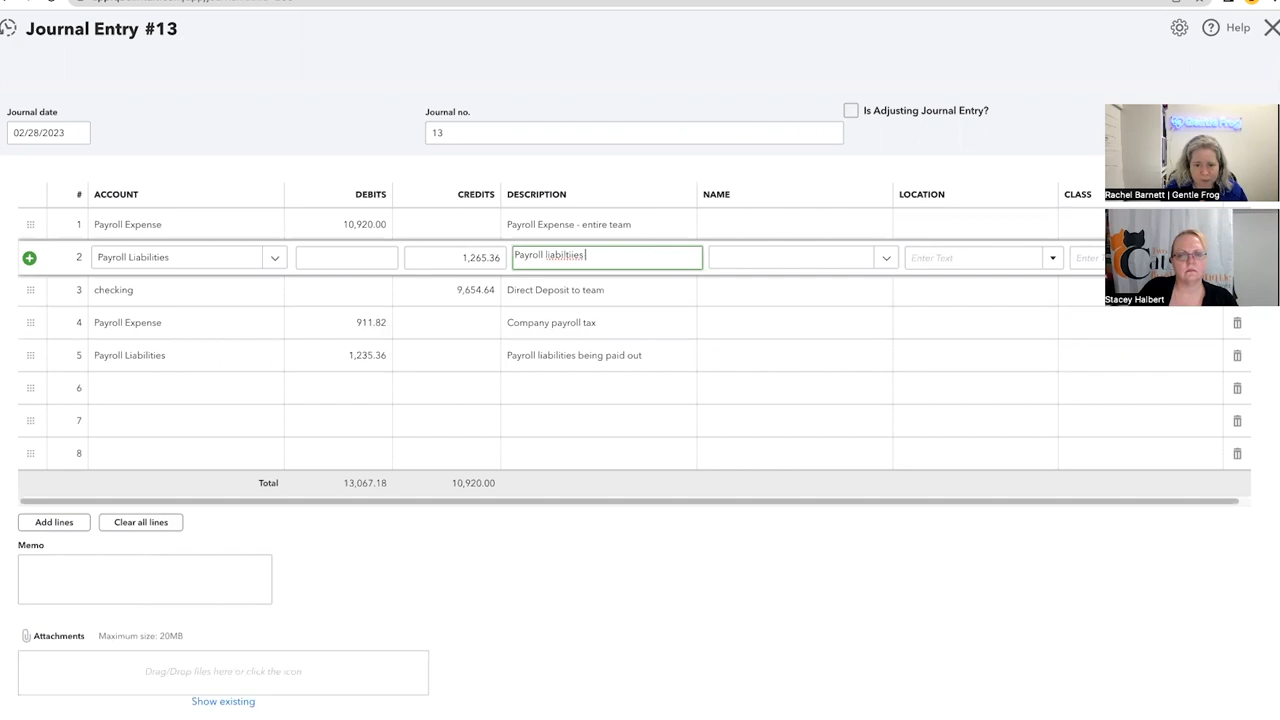 Journal Entry #13
Help
Journal date
Journal no.
Is Adjusting Journal Entry?
02/28/2023
13
Gentle Frog
Rachel Barnett | Gentle Frog
# ACCOUNT DEBITS CREDITS DESCRIPTION NAME LOCATION CLASS
1 Payroll Expense 10,920.00 Payroll Expense - entire team
2 Payroll Liabilities 1,265.36 Payroll liabiltiies Enter Text Enter
Cat
Stacey Halbert
3 checking 9,654.64 Direct Deposit to team
4 Payroll Expense 911.82 Company payroll tax
5 Payroll Liabilities 1,235.36 Payroll liabilities being paid out
6
7
8
Total 13,067.18 10,920.00
Add lines Clear all lines
Memo
Attachments Maximum size: 20MB
Drag/Drop files here or click the icon
Show existing